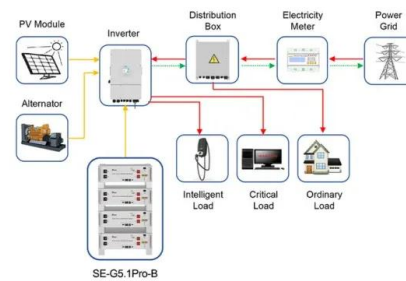 PV Module
Inverter
Distribution
Box
Electricity
Meter
Power
Grid
Alternator
Intelligent
Load
Critical
Load
Ordinary
Load
SE-G5.1Pro-B